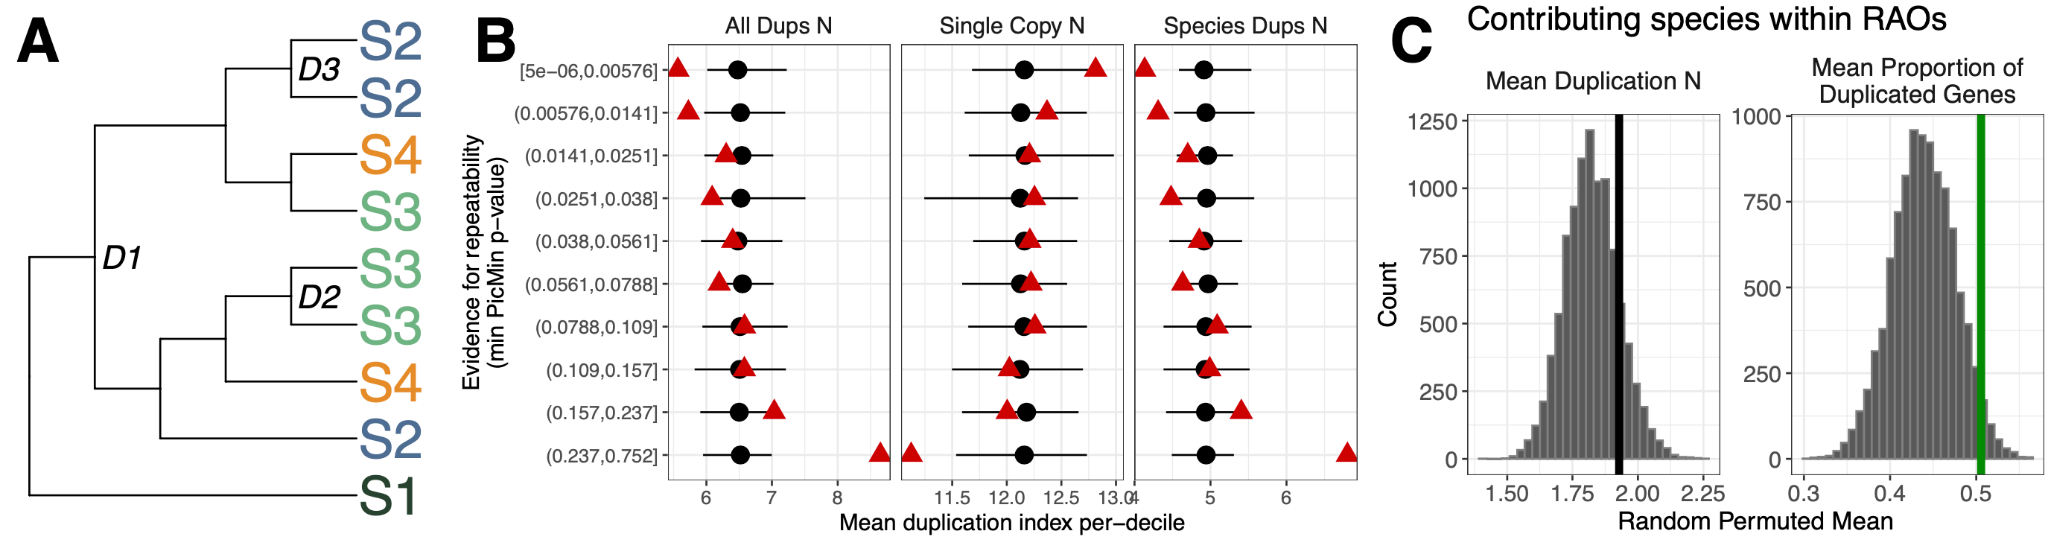 A
S2
D3
S2
S4
S3
D1
S3
D2
S3
S4
S2
S1
B
All Dups N
Single Copy N
Species Dups N
Evidence for repeatability
(min PicMin p−value)
[5e−06,0.00576]
(0.00576,0.0141]
(0.0141,0.0251]
(0.0251,0.038]
(0.038,0.0561]
(0.0561,0.0788]
(0.0788,0.109]
(0.109,0.157]
(0.157,0.237]
(0.237,0.752]
6 7 8
11.5 12.0 12.5 13.0
4 5 6
Mean duplication index per−decile
C
Contributing species within RAOs
Mean Duplication N
Count
1250
1000
750
500
250
0
1.50 1.75 2.00 2.25
Mean Proportion of
Duplicated Genes
1000
750
500
250
0
0.3 0.4 0.5
Random Permuted Mean